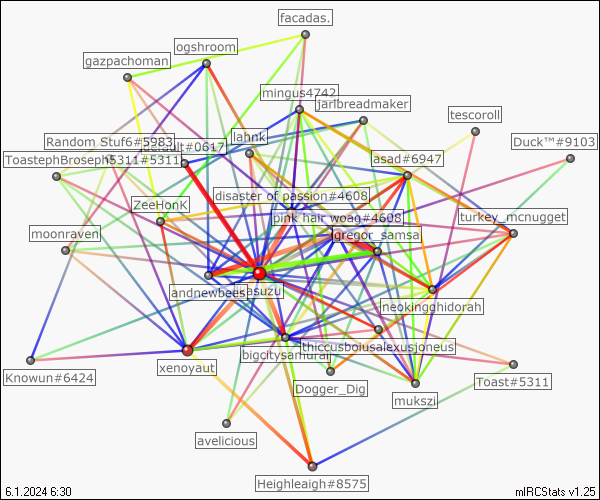 facadas.
ogshroom
gazpachoman
mingus4742
jarlbreadmaker
tescoroll
Random Stuf6#5983
default#0617
lahnk
Duck™#9103
ToastephBroseph5311#5311
asad#6947
disaster of passion#4608
ZeeHonK
pink hair woag#4608
turkey_mcnugget
moonraven
gregor_samsa
andnewbees
kasuzu
neokingghidorah
thiccusboiusalexusjoneus
bigcitysamurai
xenoyaut
Knowun#6424
Dogger_Dig
Toast#5311
mukszi
avelicious
Heighleaigh#8575
6.1.2024 6:30
mIRCStats v1.25